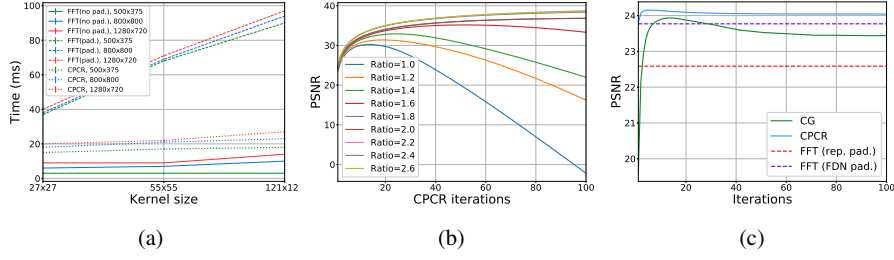 100
80
60
40
20
0
Time (ms)
27x27
55x55
121x12
Kernel size
FFT(no pad.), 500x375
FFT(no pad.), 800x800
FFT(no pad.), 1280x720
FFT(pad.), 500x375
FFT(pad.), 800x800
FFT(pad.), 1280x720
CPCR, 500x375
CPCR, 800x800
CPCR, 1280x720
(a)
40
30
20
10
0
PSNR
20
40
60
80
100
CPCR iterations
Ratio=1.0
Ratio=1.2
Ratio=1.4
Ratio=1.6
Ratio=1.8
Ratio=2.0
Ratio=2.2
Ratio=2.4
Ratio=2.6
(b)
24
23
22
21
20
PSNR
20
40
60
80
100
Iterations
CG
CPCR
FFT (rep. pad.)
FFT (FDN pad.)
(c)